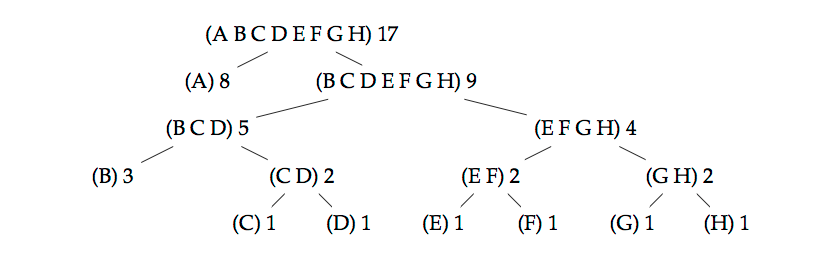 (A B C D E F G H) 17
(A) 8 (B C D E F G H) 9
(B C D) 5 (E F G H) 4
(B) 3 (C D) 2 (E F) 2 (G H) 2
(C) 1 (D) 1 (E) 1 (F) 1 (G) 1 (H) 1